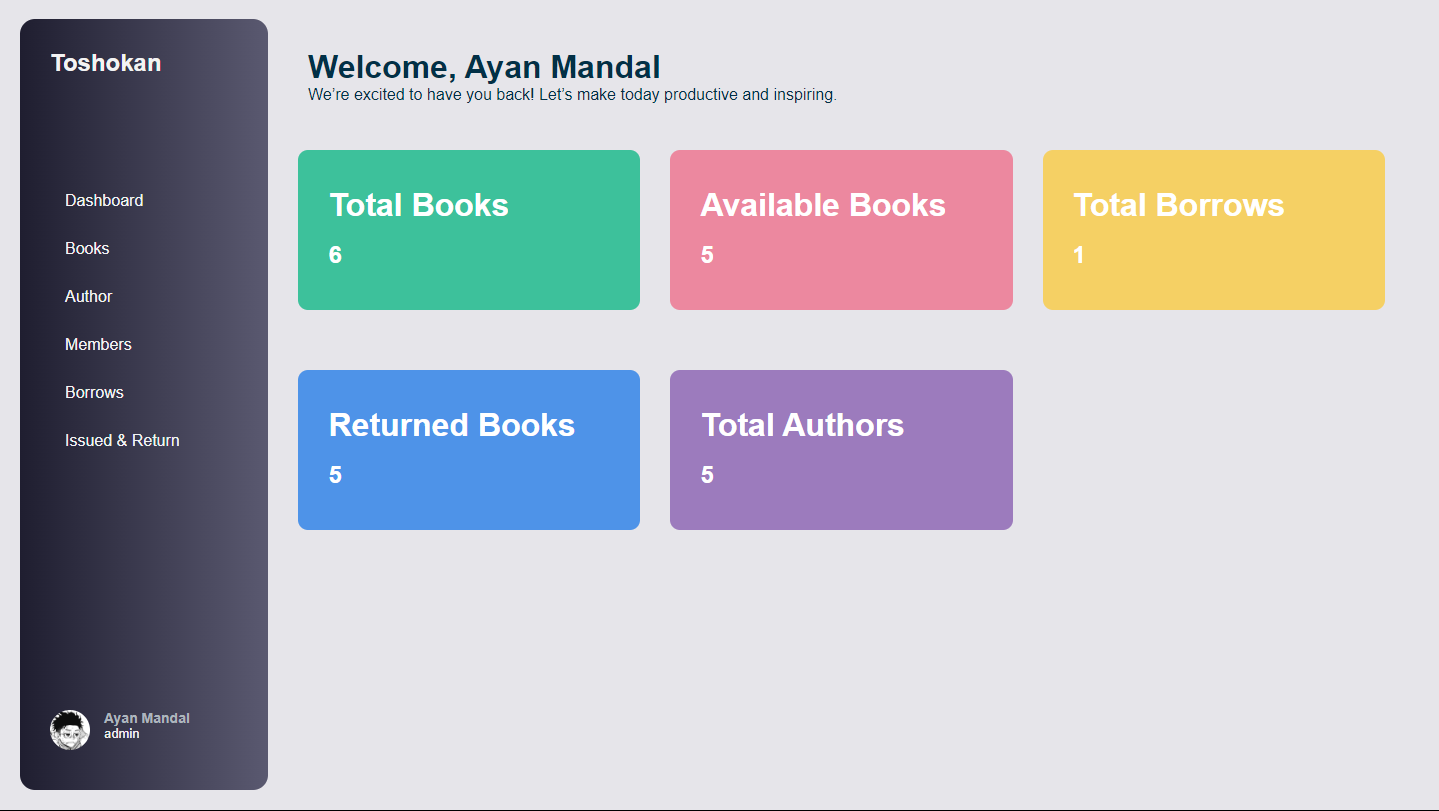 Toshokan
Dashboard
Books
Author
Members
Borrows
Issued & Return
Ayan Mandal
admin
Welcome, Ayan Mandal
We’re excited to have you back! Let’s make today productive and inspiring.
Total Books
6
Available Books
5
Total Borrows
1
Returned Books
5
Total Authors
5